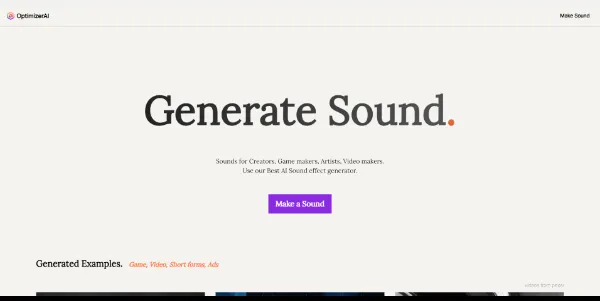 OptimizerAI
Make Sound
Generate Sound.
Sounds for Creators, Game makers, Artists, Video makers.
Use our Best AI Sound effect generator.
Make a Sound
Generated Examples. Game, Video, Short forms, Ads